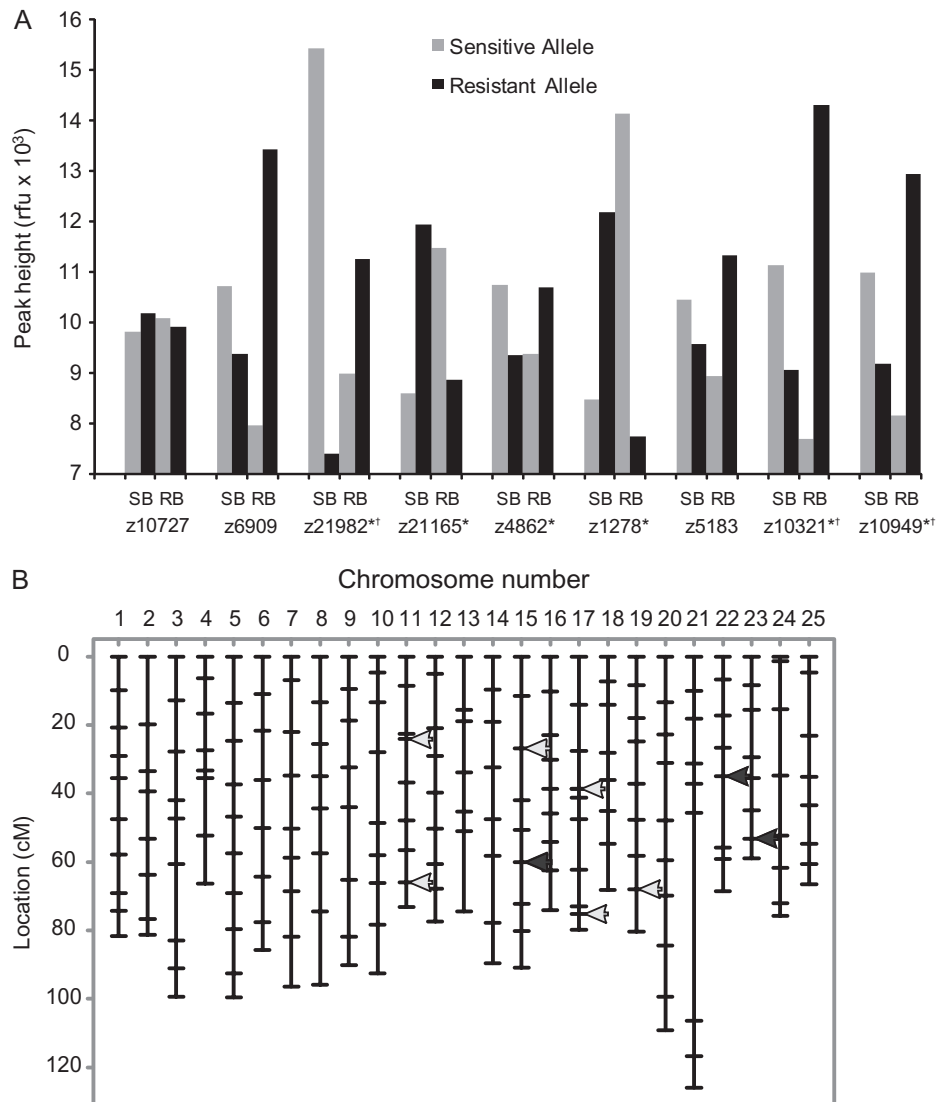 A
Peak height (rfu x 10³)
16
15
14
13
12
11
10
9
8
7
Sensitive Allele
Resistant Allele
SB RB SB RB SB RB SB RB SB RB SB RB SB RB SB RB SB RB
z10727 z6909 z21982*† z21165* z4862* z1278* z5183 z10321*† z10949*†
B
Chromosome number
1 2 3 4 5 6 7 8 9 10 11 12 13 14 15 16 17 18 19 20 21 22 23 24 25
Location (cM)
0
20
40
60
80
100
120